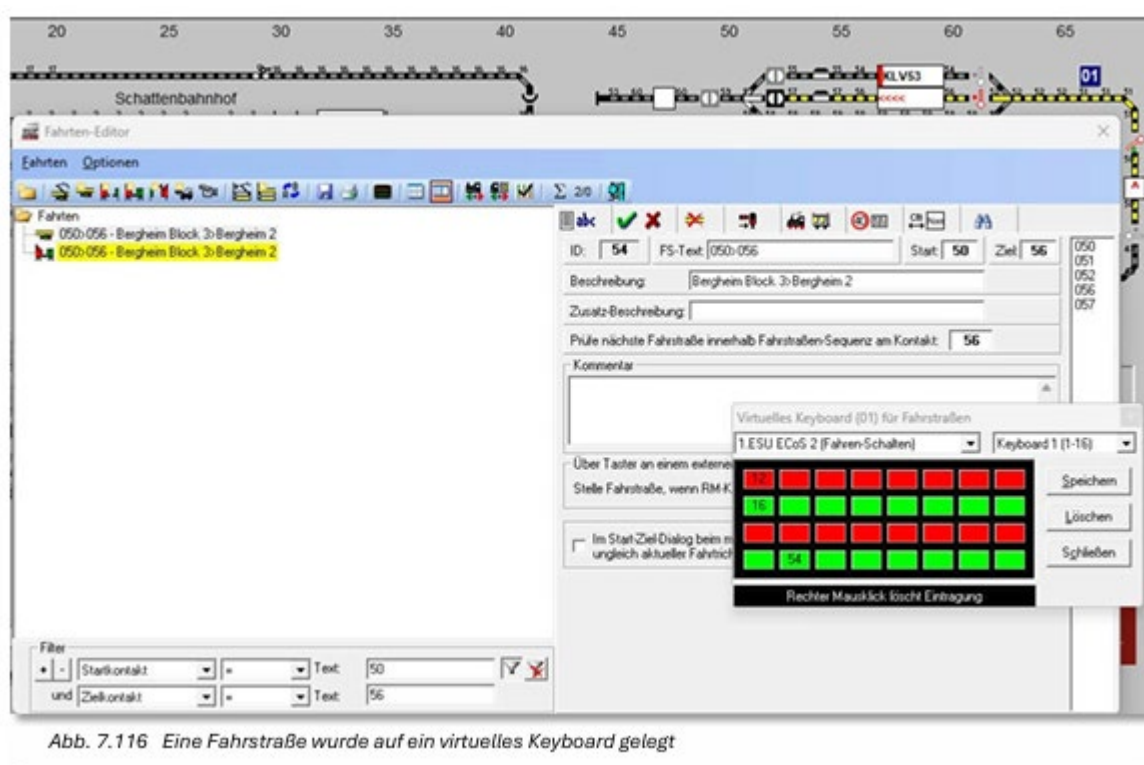 20 25 30 35 40 45 50 55 60 65
KLV53
01
Schattenbahnhof
<<<<
Fahrten-Editor
Fahrten Optionen
Σ 2/0
A
Fahrten
050>056 - Bergheim Block 3>Bergheim 2
050>056 - Bergheim Block 3>Bergheim 2
abc
ID: 54 FS-Text: 050>056 Start: 50 Ziel: 56
Beschreibung: Bergheim Block 3>Bergheim 2
Zusatz-Beschreibung:
Prüfe nächste Fahrstraße innerhalb Fahrstraßen-Sequenz am Kontakt: 56
050
051
052
056
057
Kommentar
Über Taster an einem externe
Stelle Fahrstraße, wenn RM-K
Im Start-Ziel-Dialog beim m
ungleich aktueller Fahrtrich
Virtuelles Keyboard (01) für Fahrstraßen
1.ESU ECoS 2 (Fahren-Schalten) Keyboard 1 (1-16)
12
16
54
Speichern
Löschen
Schließen
Rechter Mausklick löscht Eintragung
Filter
+ - Startkontakt = Text: 50
und Zielkontakt = Text: 56
Abb. 7.116 Eine Fahrstraße wurde auf ein virtuelles Keyboard gelegt